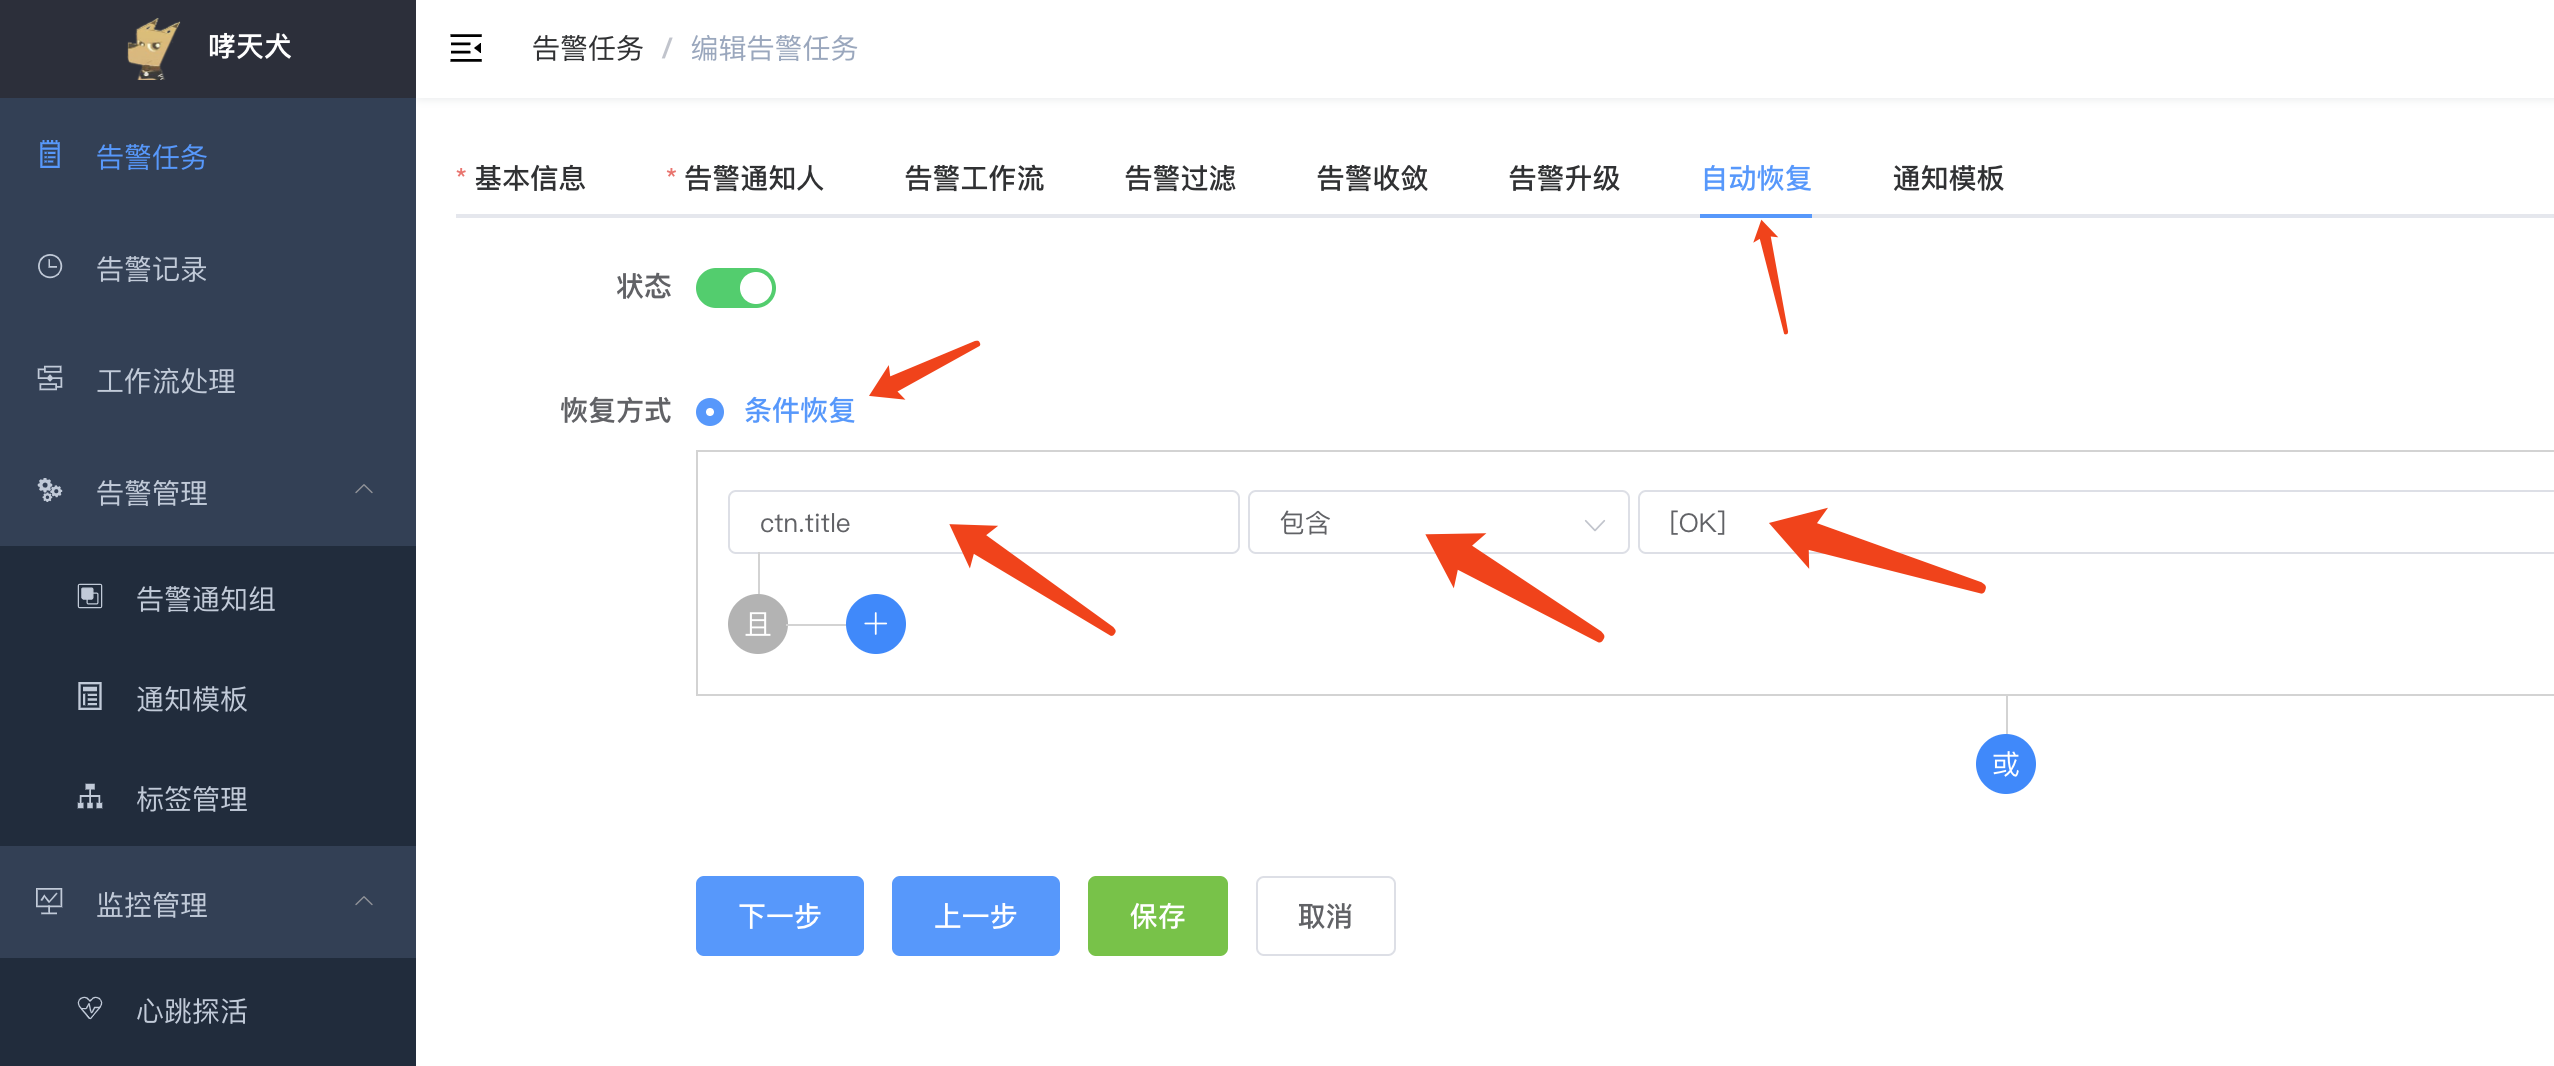 哮天犬
告警任务
告警记录
工作流处理
告警管理
告警通知组
通知模板
标签管理
监控管理
心跳探活
告警任务 / 编辑告警任务
* 基本信息 * 告警通知人 告警工作流 告警过滤 告警收敛 告警升级 自动恢复 通知模板
状态
恢复方式 条件恢复
ctn.title 包含 [OK]
且
或
下一步 上一步 保存 取消